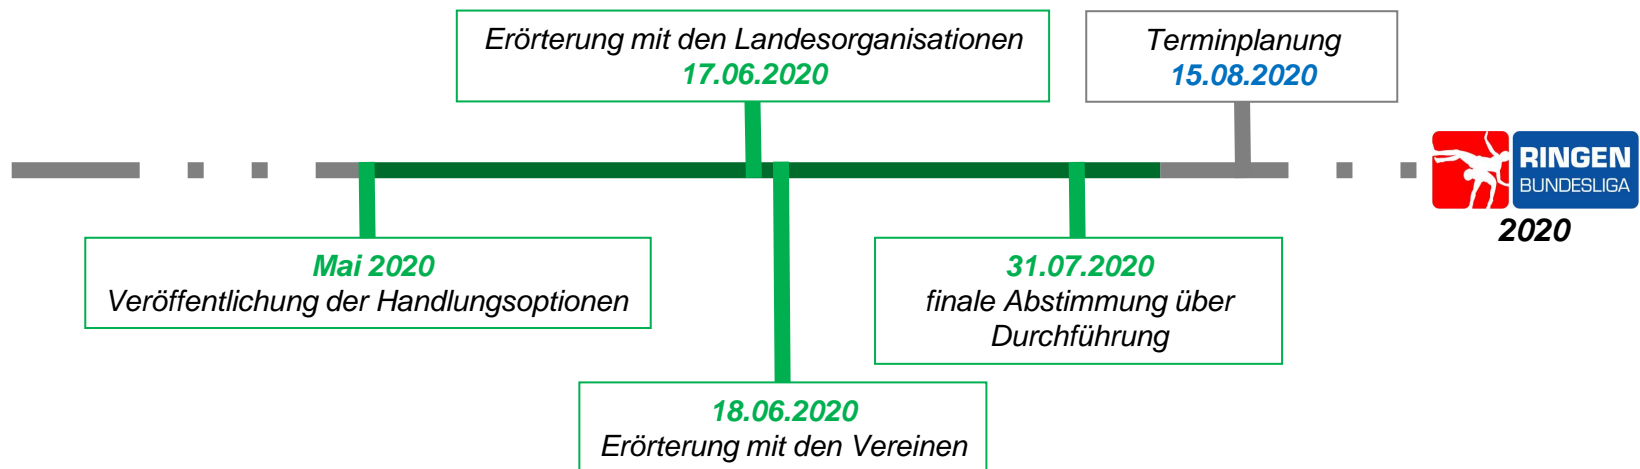 Erörterung mit den Landesorganisationen
17.06.2020
Terminplanung
15.08.2020
RINGEN
BUNDESLIGA
2020
Mai 2020
Veröffentlichung der Handlungsoptionen
31.07.2020
finale Abstimmung über
Durchführung
18.06.2020
Erörterung mit den Vereinen